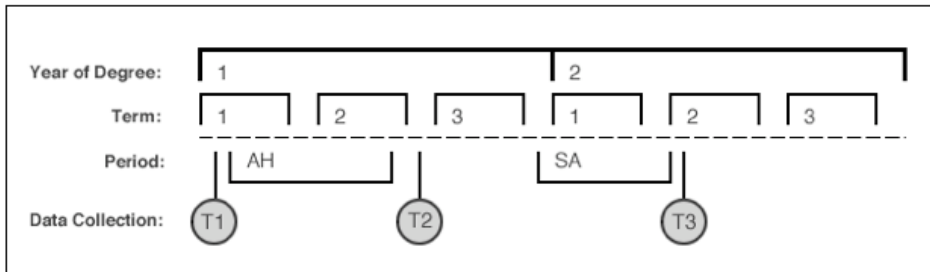 Year of Degree: 1 2
Term: 1 2 3 1 2 3
Period: AH SA
Data Collection: T1 T2 T3